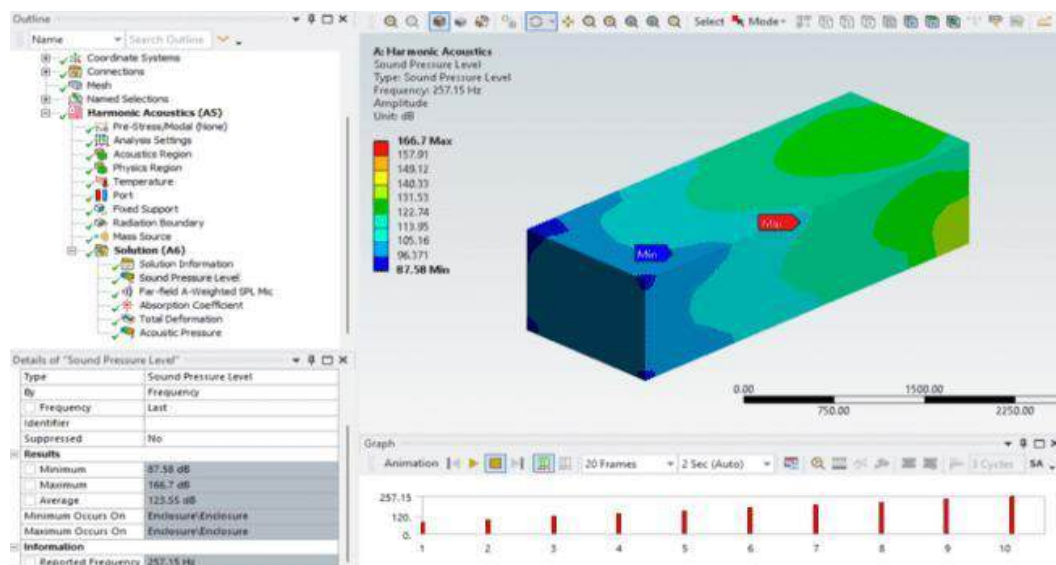 Outline
Name Search Outline
Coordinate Systems
Connections
Mesh
Named Selections
Harmonic Acoustics (A5)
Pre-Stress/Modal (None)
Analysis Settings
Acoustics Region
Physics Region
Temperature
Port
Fixed Support
Radiation Boundary
Mass Source
Solution (A6)
Solution Information
Sound Pressure Level
Far-field A-Weighted SPL Mic
Absorption Coefficient
Total Deformation
Acoustic Pressure
Details of "Sound Pressure Level"
Type Sound Pressure Level
By Frequency
Frequency Last
Identifier
Suppressed No
Results
Minimum 87.58 dB
Maximum 166.7 dB
Average 123.55 dB
Minimum Occurs On Enclosure\Enclosure
Maximum Occurs On Enclosure\Enclosure
Information
Reported Frequency 257.15 Hz
Select Mode
A: Harmonic Acoustics
Sound Pressure Level
Type: Sound Pressure Level
Frequency: 257.15 Hz
Amplitude
Unit: dB
166.7 Max
157.91
149.12
140.33
131.53
122.74
113.95
105.16
96.371
87.58 Min
Max
Min
0.00 1500.00
750.00 2250.00
Graph
Animation 20 Frames 2 Sec (Auto) 3 Cycles SA
257.15
120.
0.
1 2 3 4 5 6 7 8 9 10